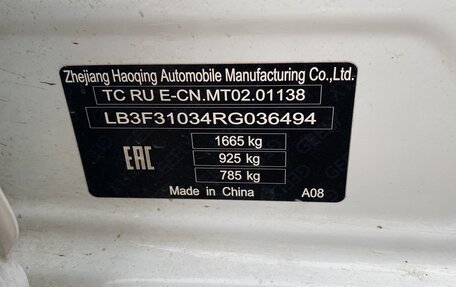 Zhejiang Haoqing Automobile Manufacturing Co.,Ltd.
TC RU E-CN.MT02.01138
LB3F31034RG036494
EAC
1665 kg
925 kg
785 kg
Made in China A08